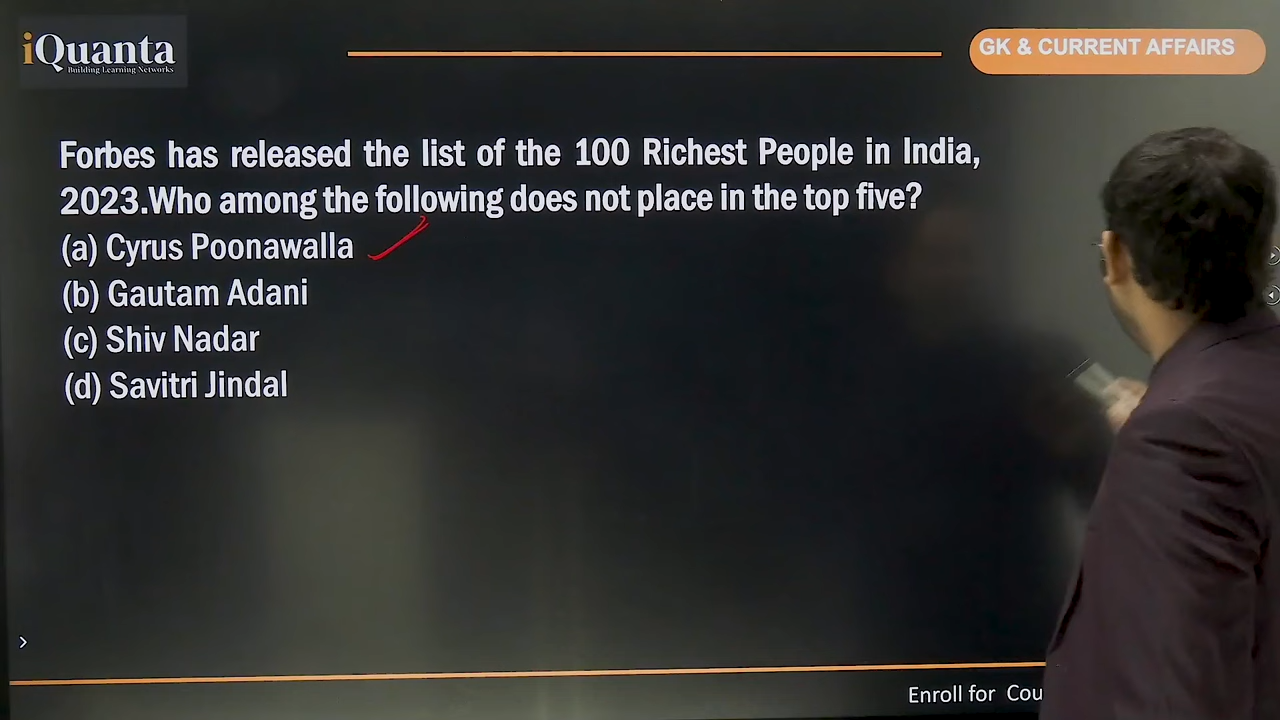 iQuanta
Building Learning Networks
GK & CURRENT AFFAIRS
Forbes has released the list of the 100 Richest People in India,
2023.Who among the following does not place in the top five?
(a) Cyrus Poonawalla
(b) Gautam Adani
(c) Shiv Nadar
(d) Savitri Jindal
Enroll for Cou